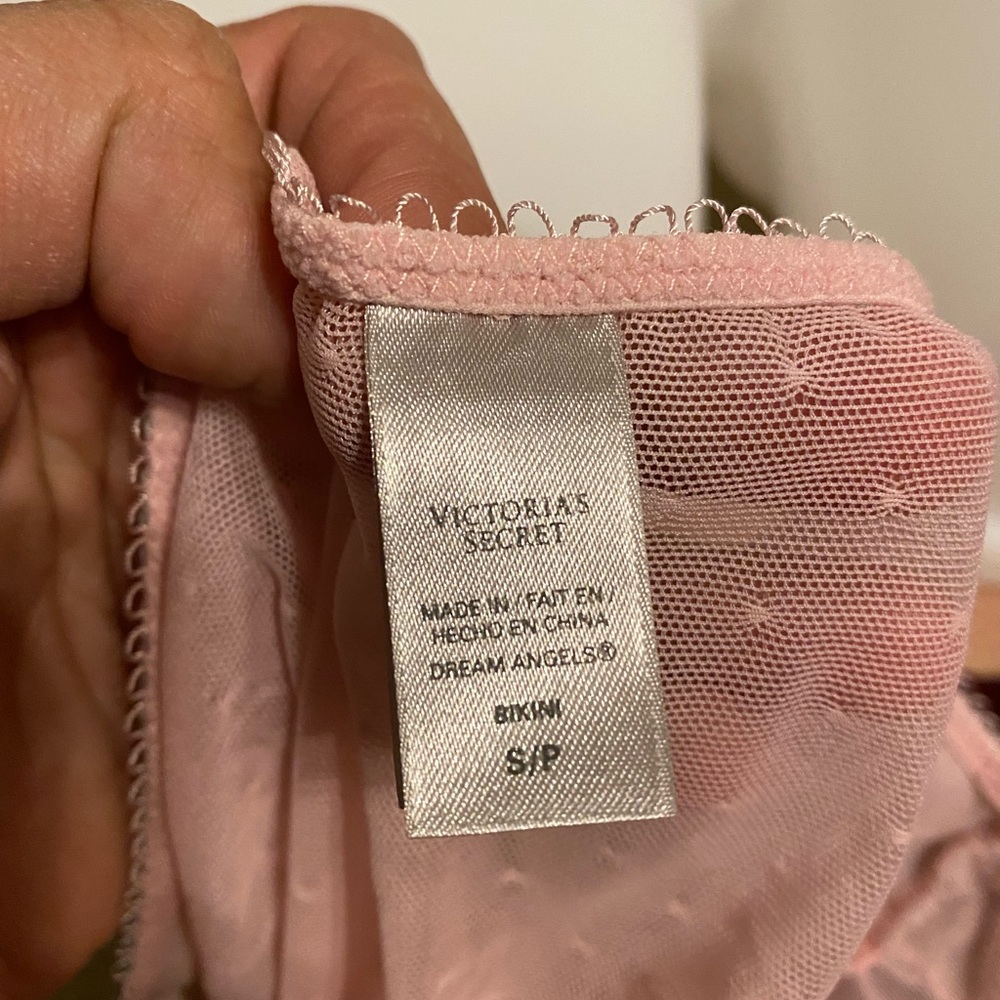 VICTORIA'S
SECRET
MADE IN / FAIT EN /
HECHO EN CHINA
DREAM ANGELS®
BIKINI
S/P